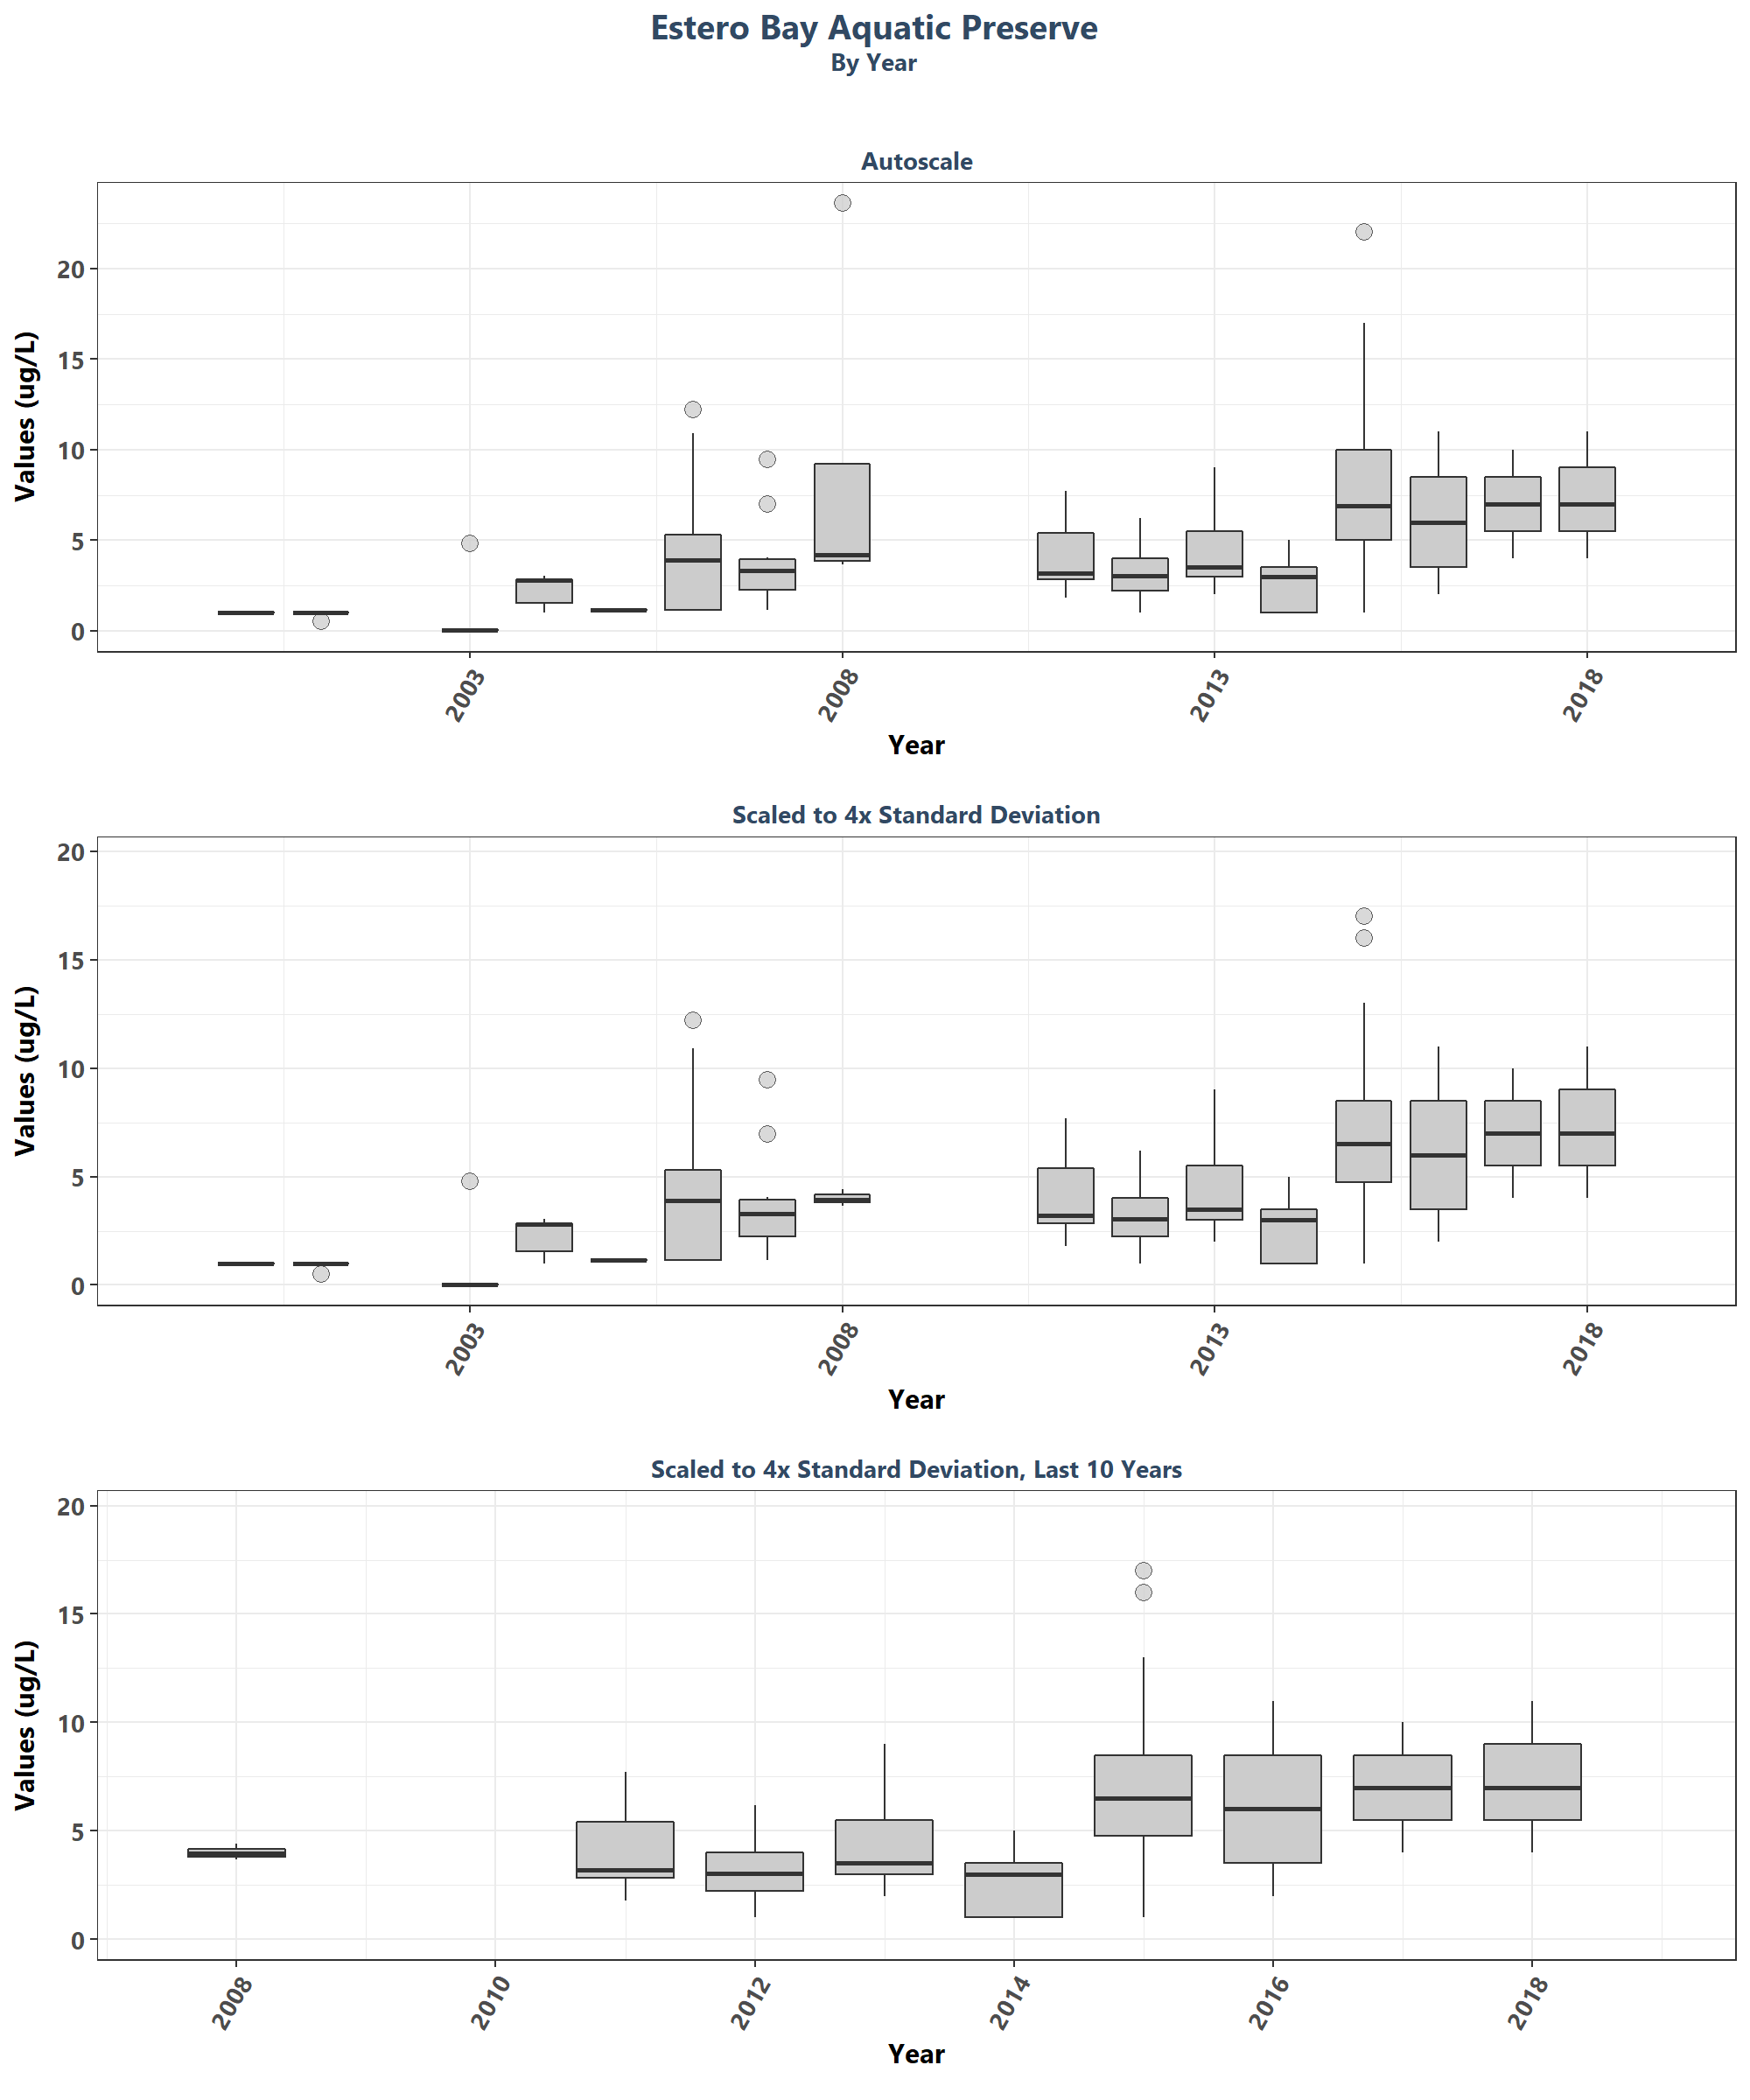 Estero Bay Aquatic Preserve
By Year
Autoscale
Values (ug/L)
20
15
10
5
0
2003
2008
2013
2018
Year
Scaled to 4x Standard Deviation
Values (ug/L)
20
15
10
5
0
2003
2008
2013
2018
Year
Scaled to 4x Standard Deviation, Last 10 Years
Values (ug/L)
20
15
10
5
0
2008
2010
2012
2014
2016
2018
Year